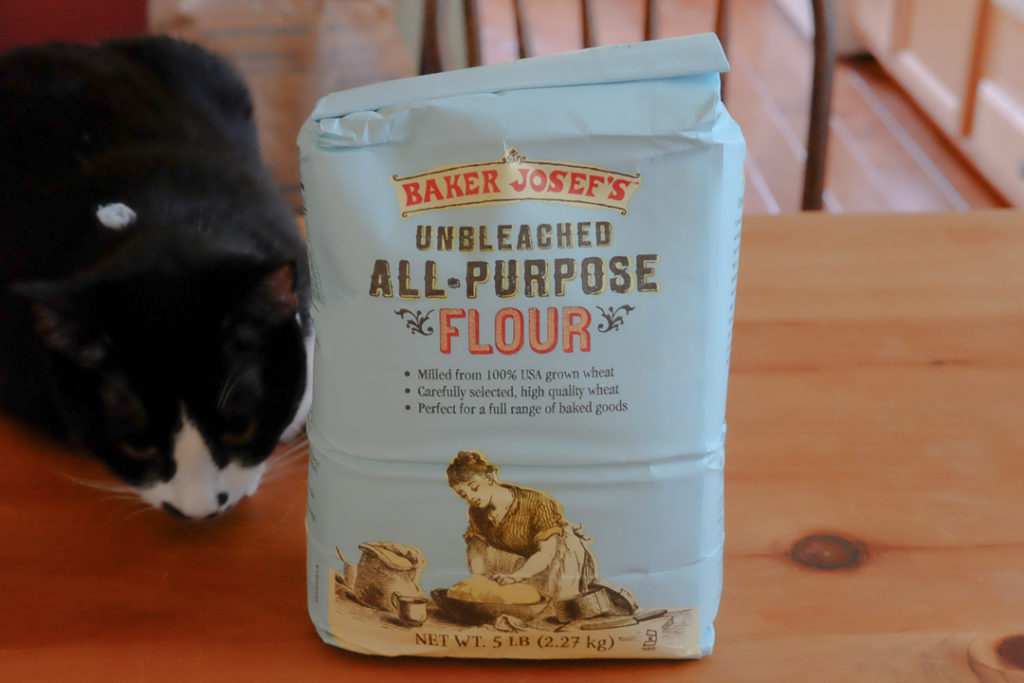 BAKER JOSEF'S
UNBLEACHED
ALL•PURPOSE
FLOUR
• Milled from 100% USA grown wheat
• Carefully selected, high quality wheat
• Perfect for a full range of baked goods
NET WT. 5 LB (2.27 kg)